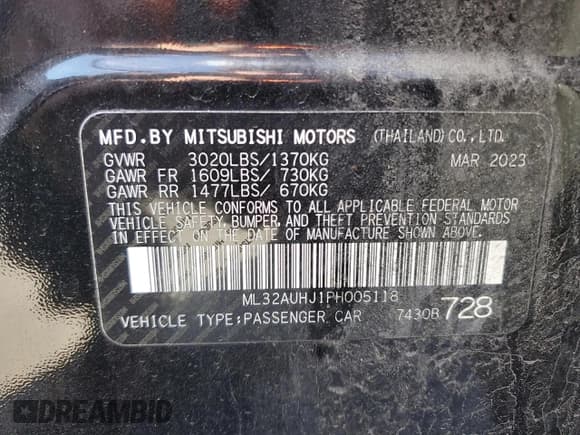 MFD.BY MITSUBISHI MOTORS (THAILAND)CO.,LTD.
GVWR 3020LBS/1370KG MAR 2023
GAWR FR 1609LBS/ 730KG
GAWR RR 1477LBS/ 670KG
THIS VEHICLE CONFORMS TO ALL APPLICABLE FEDERAL MOTOR
VEHICLE SAFETY, BUMPER, AND THEFT PREVENTION STANDARDS
IN EFFECT ON THE DATE OF MANUFACTURE SHOWN ABOVE.
ML32AUHJ1PH005118
VEHICLE TYPE:PASSENGER CAR 7430B 728
DREAMBID